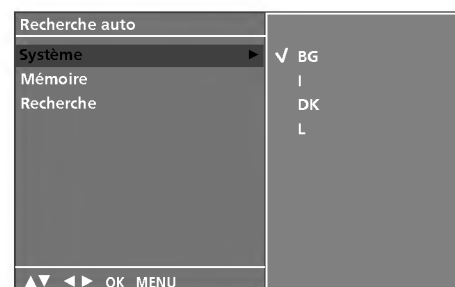 Recherche auto
Système ►
Mémoire
Recherche
▲▼ ◄► OK MENU
√ BG
I
DK
L